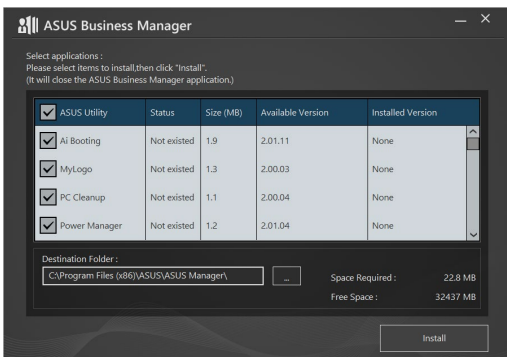 ASUS Business Manager
Select applications :
Please select items to install,then click "Install".
(It will close the ASUS Business Manager application.)
ASUS Utility Status Size (MB) Available Version Installed Version
Ai Booting Not existed 1.9 2.01.11 None
MyLogo Not existed 1.3 2.00.03 None
PC Cleanup Not existed 1.1 2.00.04 None
Power Manager Not existed 1.2 2.01.04 None
Destination Folder :
C:\Program Files (x86)\ASUS\ASUS Manager\ ... Space Required : 22.8 MB
Free Space : 32437 MB
Install